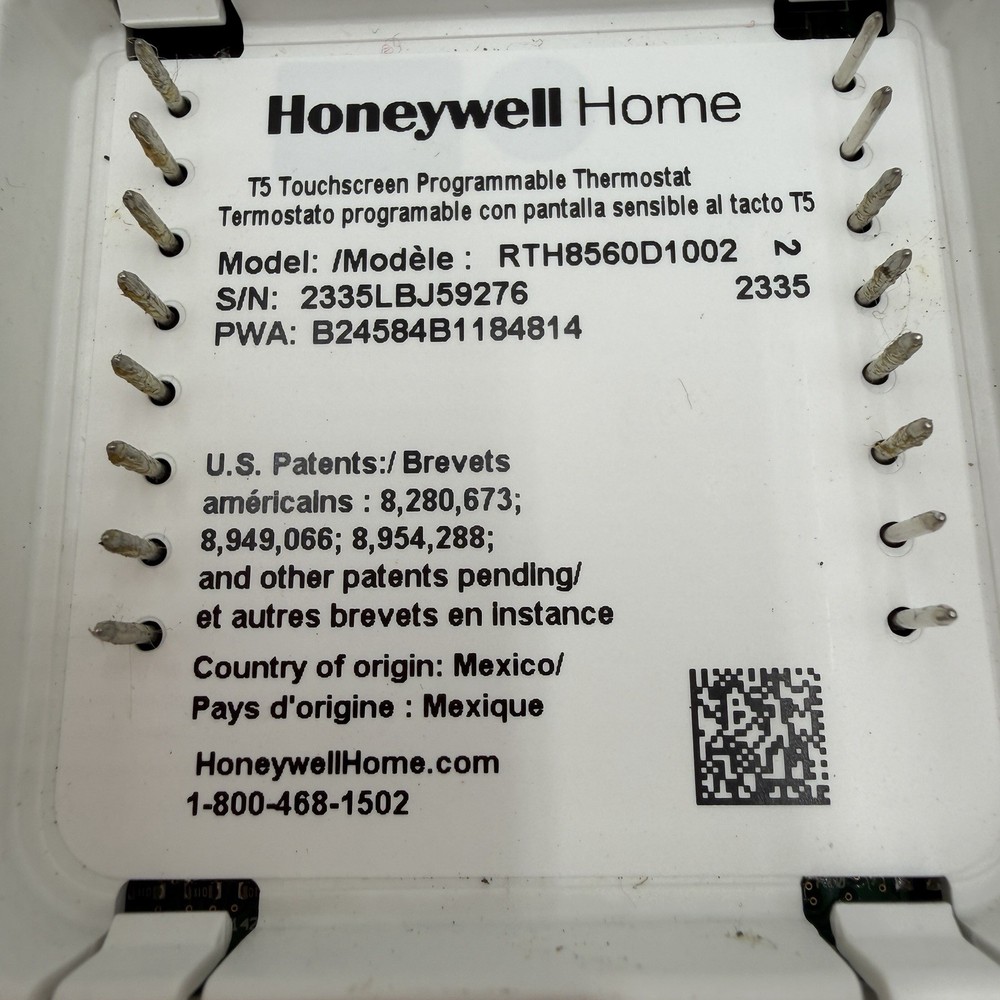 Honeywell Home
T5 Touchscreen Programmable Thermostat
Termostato programable con pantalla sensible al tacto T5
Model: /Modèle : RTH8560D1002 2
S/N: 2335LBJ59276 2335
PWA: B24584B1184814
U.S. Patents:/ Brevets
américains : 8,280,673;
8,949,066; 8,954,288;
and other patents pending/
et autres brevets en instance
Country of origin: Mexico/
Pays d'origine : Mexique
HoneywellHome.com
1-800-468-1502